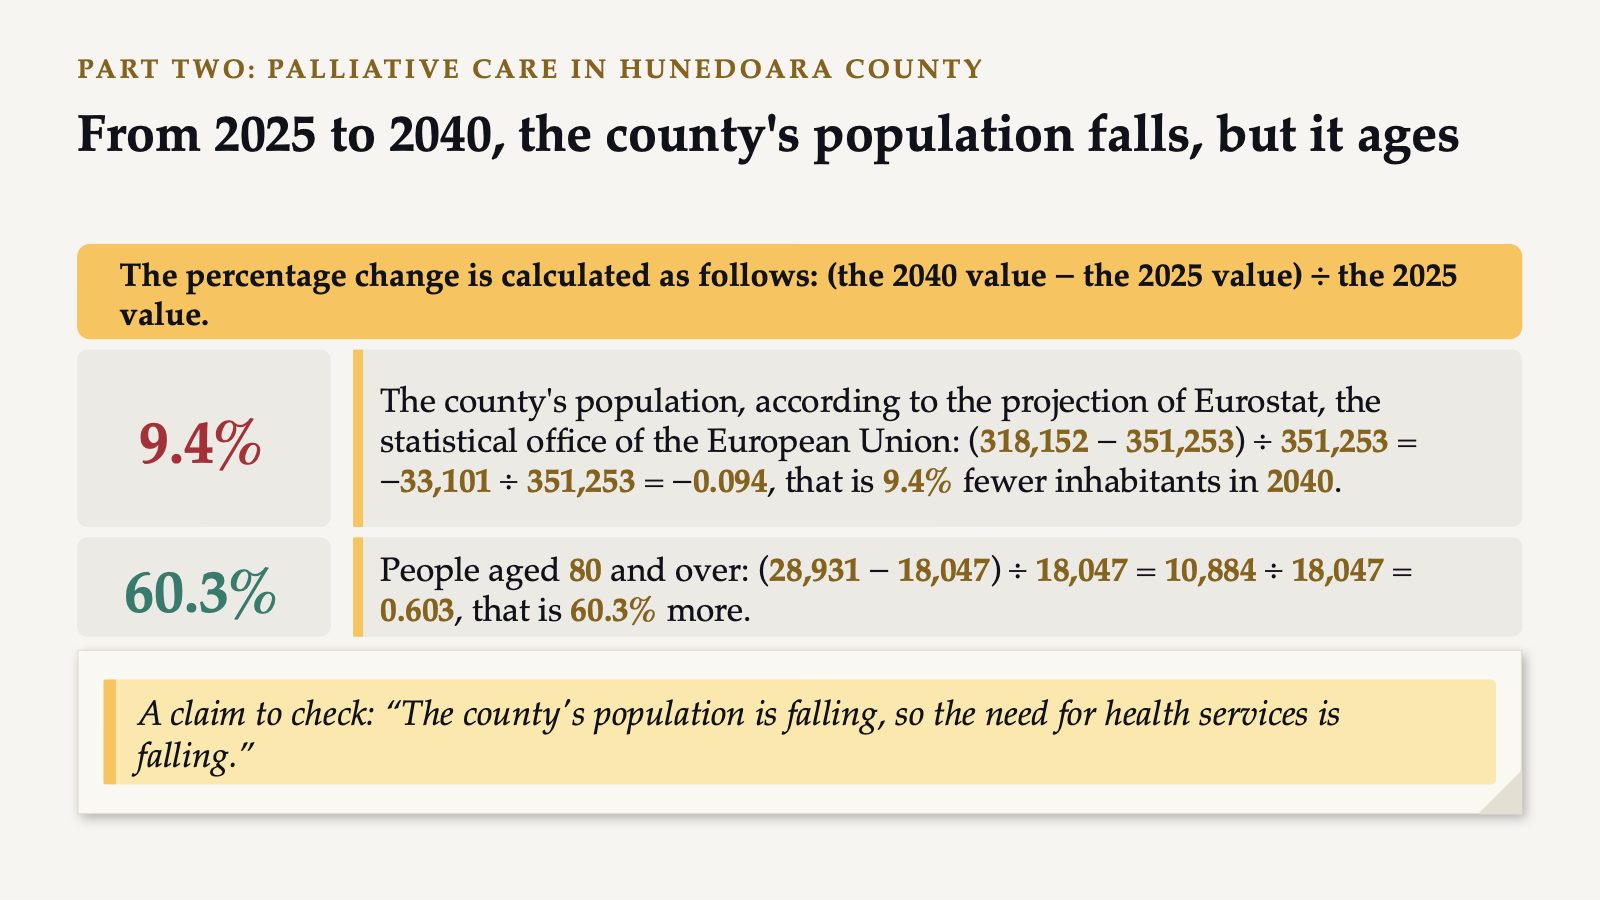 PART TWO: PALLIATIVE CARE IN HUNEDOARA COUNTY
From 2025 to 2040, the county's population falls, but it ages
The percentage change is calculated as follows: (the 2040 value − the 2025 value) ÷ the 2025
value.
9.4%
The county's population, according to the projection of Eurostat, the
statistical office of the European Union: (318,152 − 351,253) ÷ 351,253 =
−33,101 ÷ 351,253 = −0.094, that is 9.4% fewer inhabitants in 2040.
60.3%
People aged 80 and over: (28,931 − 18,047) ÷ 18,047 = 10,884 ÷ 18,047 =
0.603, that is 60.3% more.
A claim to check: “The county's population is falling, so the need for health services is
falling.”